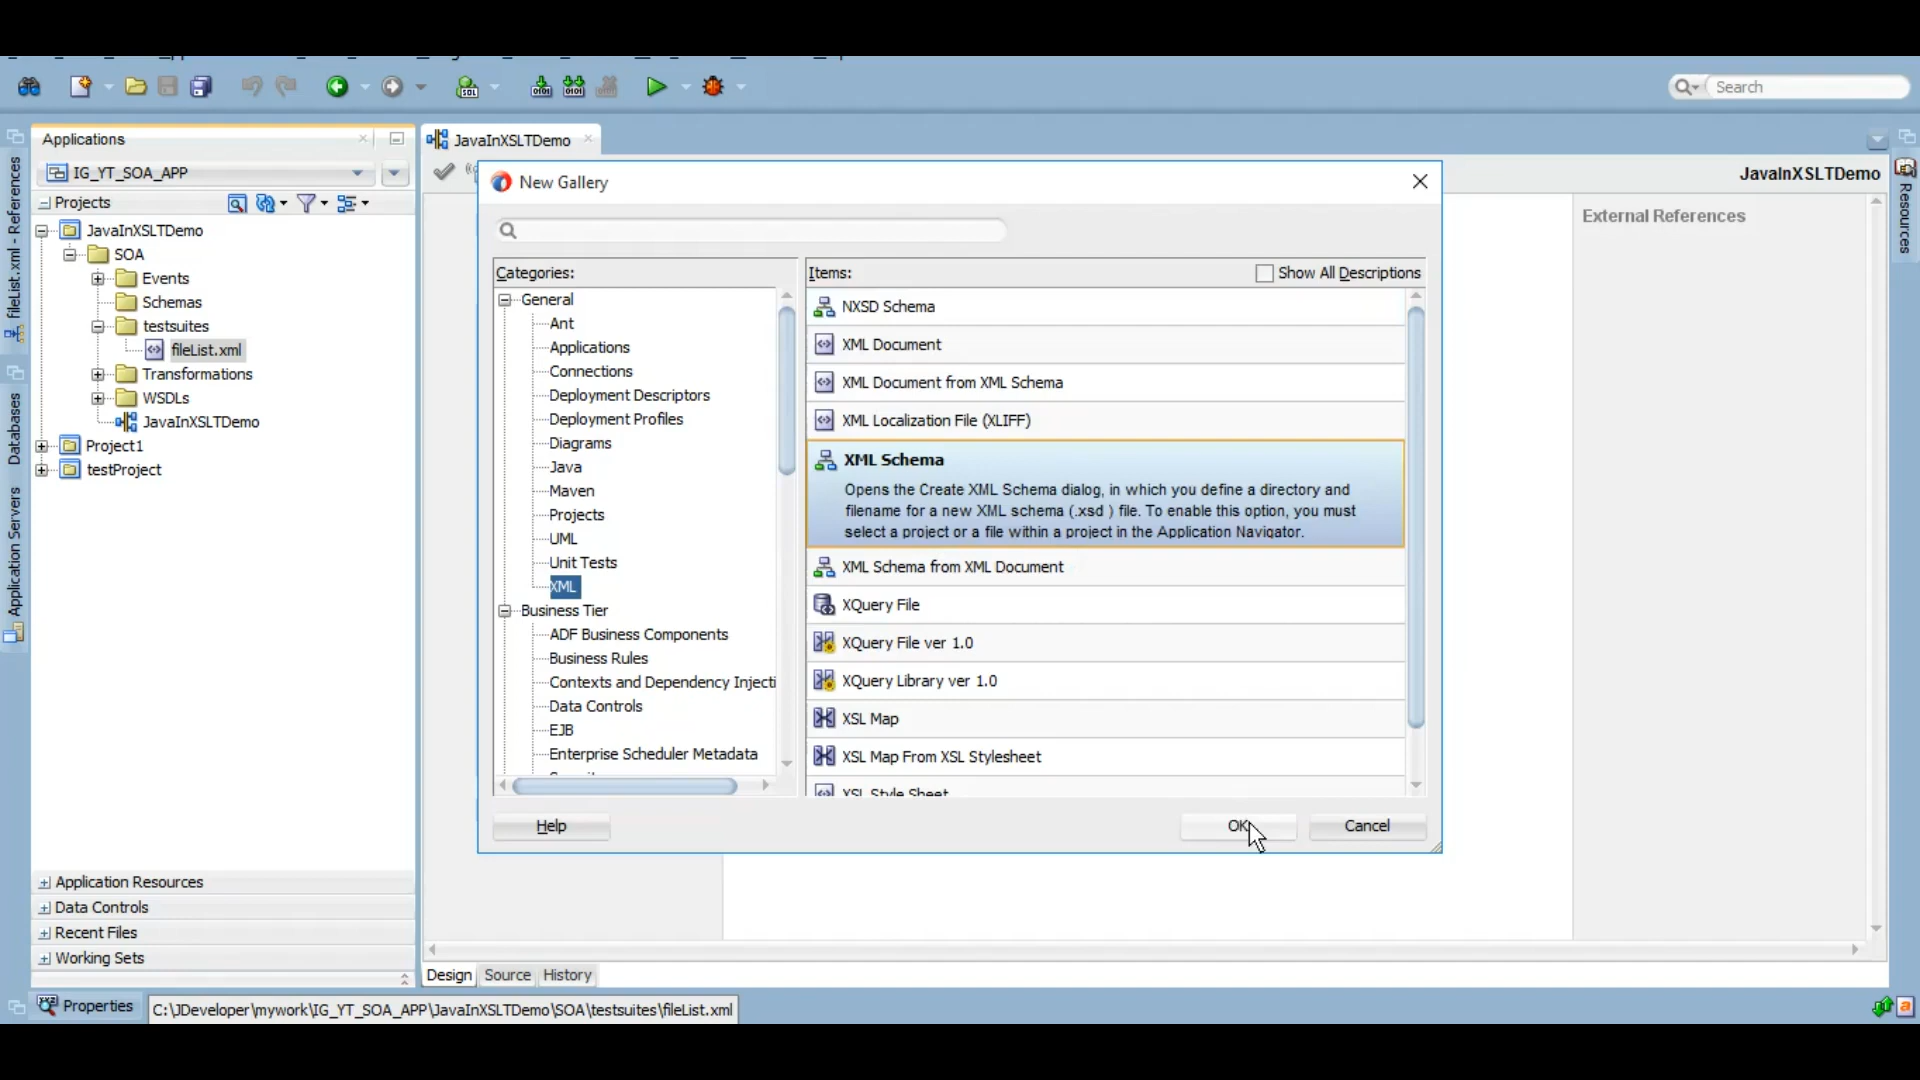 Search
Applications
IG_YT_SOA_APP
Projects
JavaInXSLTDemo
SOA
Events
Schemas
testsuites
fileList.xml
Transformations
WSDLs
JavaInXSLTDemo
Project1
testProject
Application Resources
Data Controls
Recent Files
Working Sets
fileList.xml - References
Databases
Application Servers
JavaInXSLTDemo
JavaInXSLTDemo
External References
Resources
New Gallery
Categories:
General
Ant
Applications
Connections
Deployment Descriptors
Deployment Profiles
Diagrams
Java
Maven
Projects
UML
Unit Tests
XML
Business Tier
ADF Business Components
Business Rules
Contexts and Dependency Injecti
Data Controls
EJB
Enterprise Scheduler Metadata
Items:
Show All Descriptions
NXSD Schema
XML Document
XML Document from XML Schema
XML Localization File (XLIFF)
XML Schema
Opens the Create XML Schema dialog, in which you define a directory and
filename for a new XML schema (.xsd ) file. To enable this option, you must
select a project or a file within a project in the Application Navigator.
XML Schema from XML Document
XQuery File
XQuery File ver 1.0
XQuery Library ver 1.0
XSL Map
XSL Map From XSL Stylesheet
XSL Style Sheet
Help
OK
Cancel
Design Source History
Properties
C:\JDeveloper\mywork\IG_YT_SOA_APP\JavaInXSLTDemo\SOA\testsuites\fileList.xml